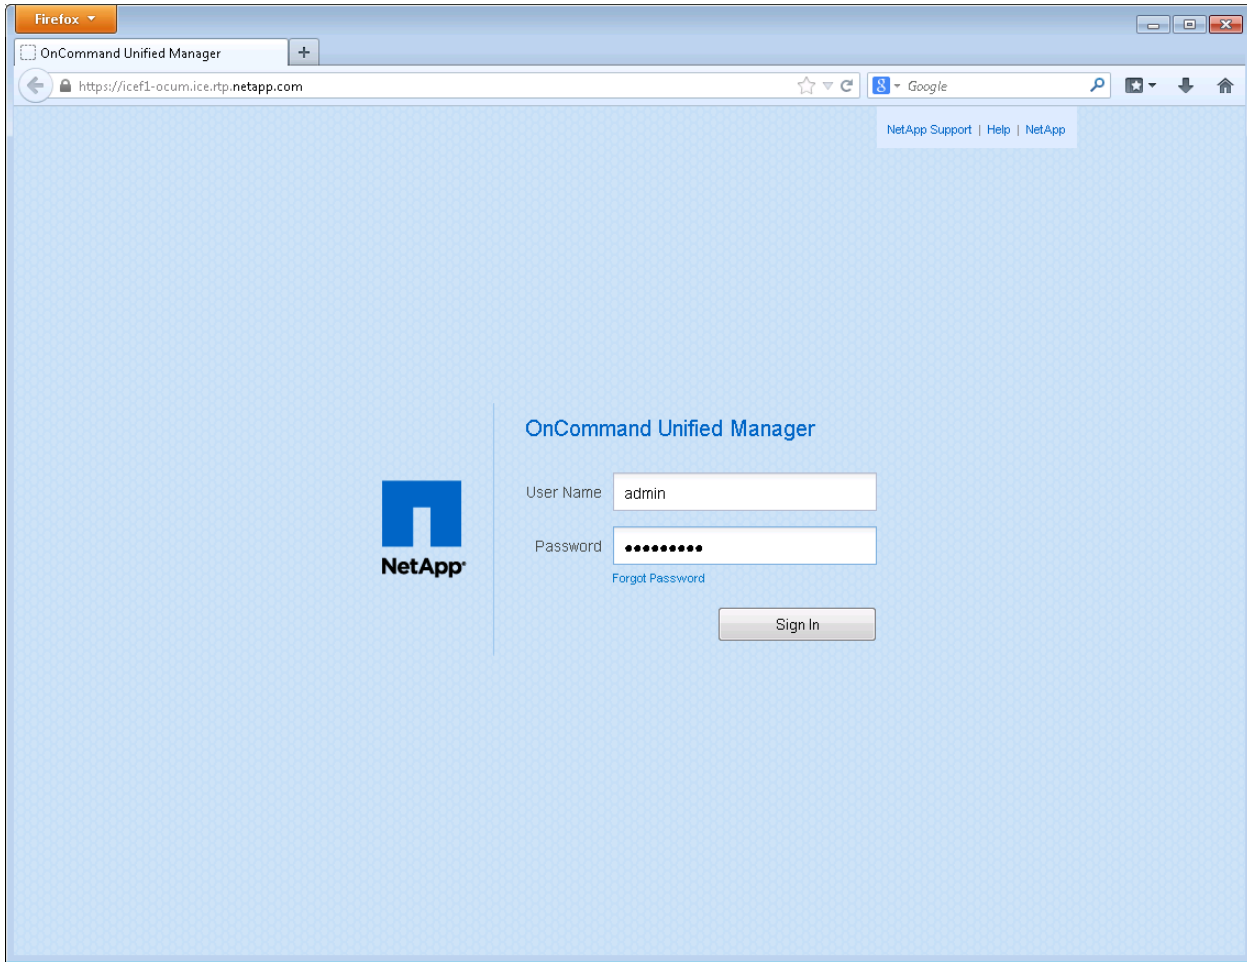 Firefox
OnCommand Unified Manager
https://icef1-ocum.ice.rtp.netapp.com
8 Google
NetApp Support | Help | NetApp
OnCommand Unified Manager
User Name admin
Password •••••••••
Forgot Password
NetApp
Sign In